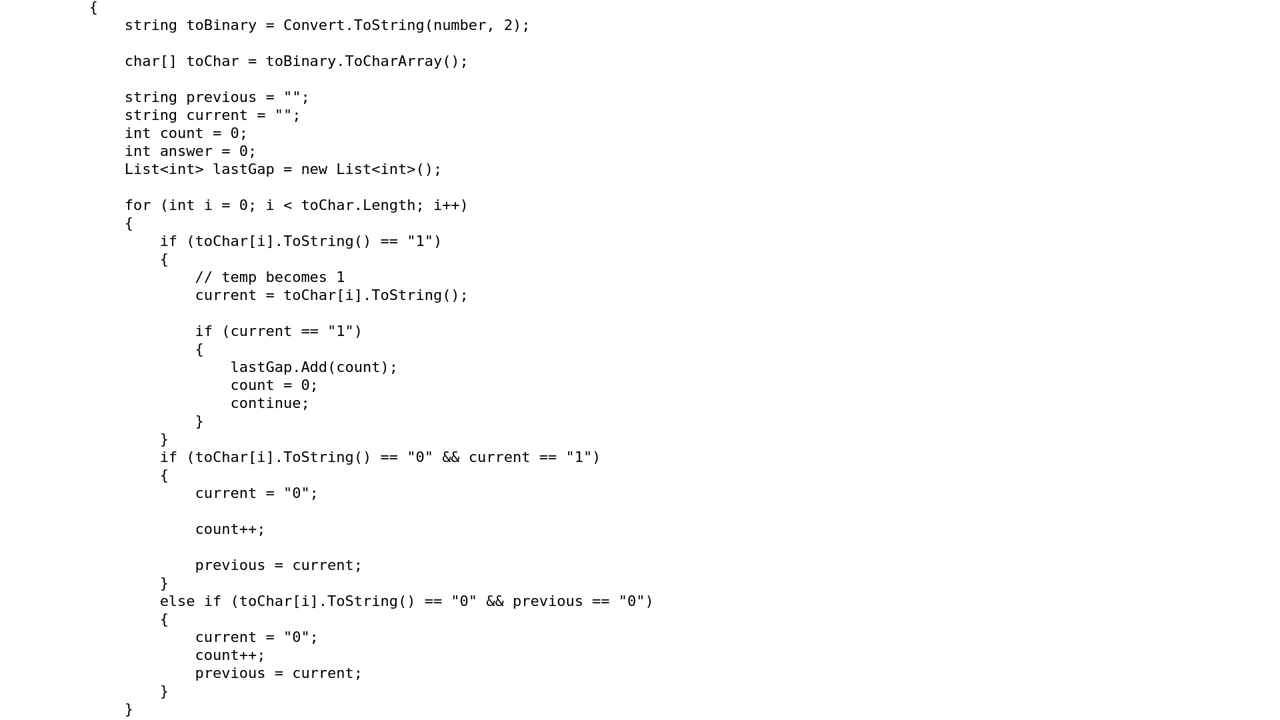 {
string toBinary = Convert.ToString(number, 2);
char[] toChar = toBinary.ToCharArray();
string previous = "";
string current = "";
int count = 0;
int answer = 0;
List<int> lastGap = new List<int>();
for (int i = 0; i < toChar.Length; i++)
{
if (toChar[i].ToString() == "1")
{
// temp becomes 1
current = toChar[i].ToString();
if (current == "1")
{
lastGap.Add(count);
count = 0;
continue;
}
}
if (toChar[i].ToString() == "0" && current == "1")
{
current = "0";
count++;
previous = current;
}
else if (toChar[i].ToString() == "0" && previous == "0")
{
current = "0";
count++;
previous = current;
}
}